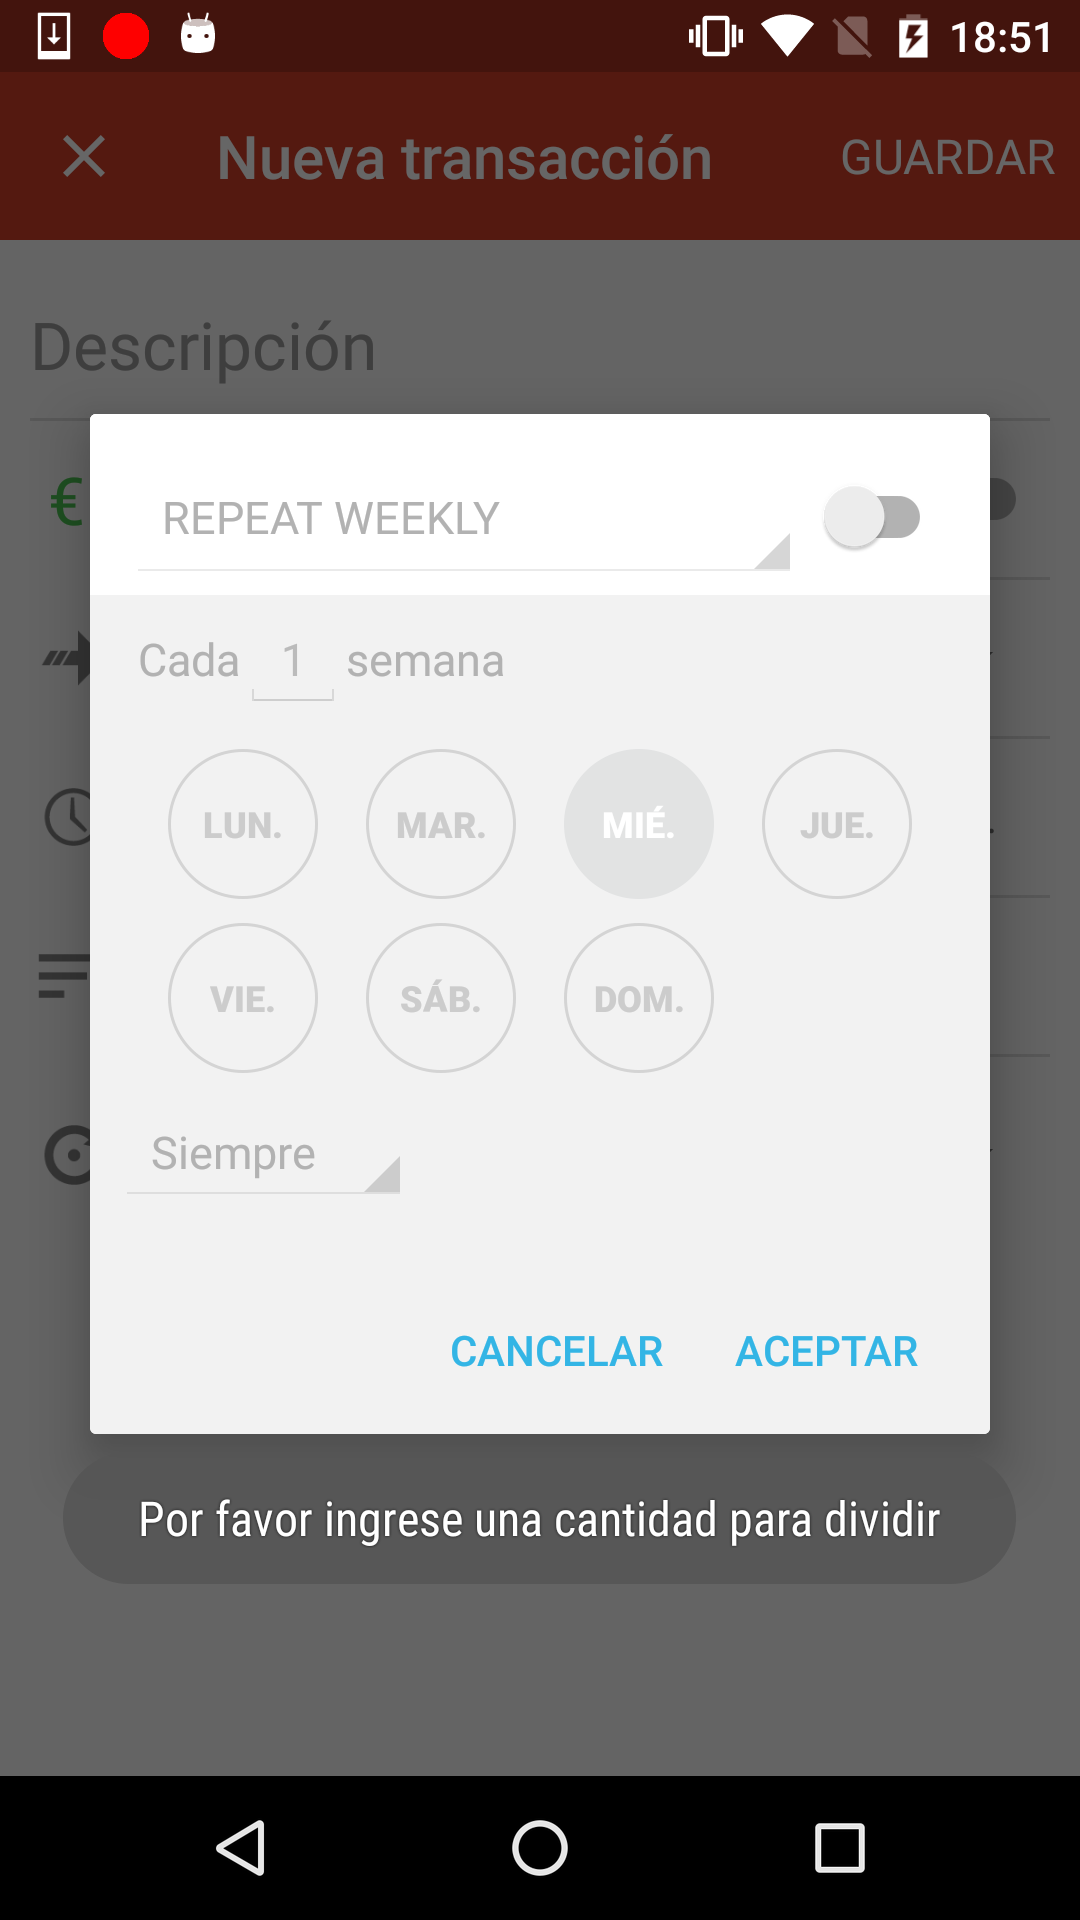 18:51
Nueva transacción
GUARDAR
Descripción
€
REPEAT WEEKLY
Cada 1 semana
LUN. MAR. MIÉ. JUE.
VIE. SÁB. DOM.
Siempre
CANCELAR ACEPTAR
Por favor ingrese una cantidad para dividir